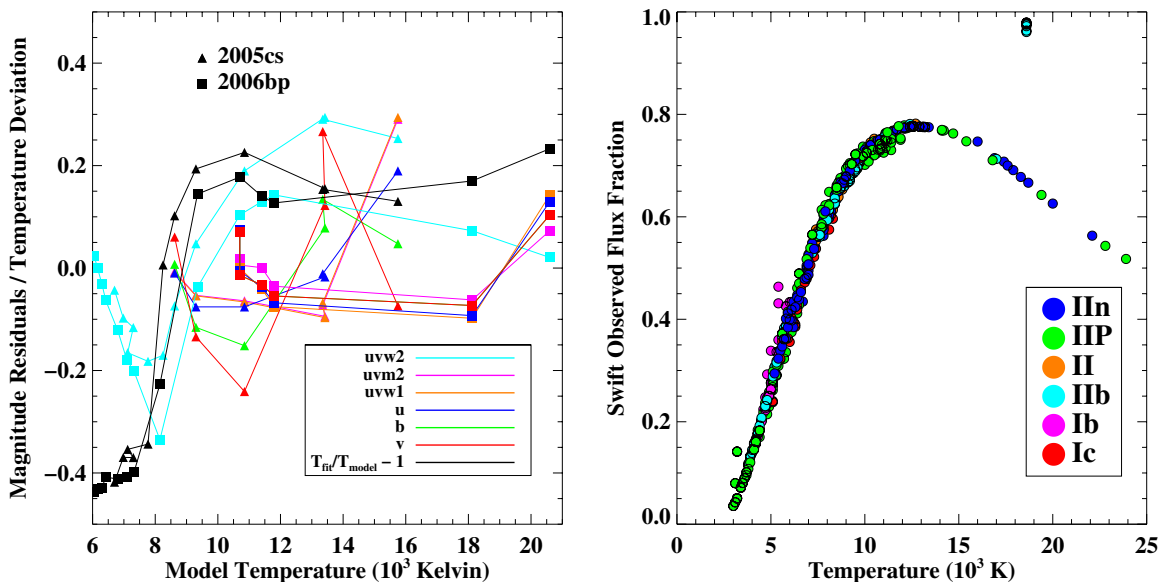 Magnitude Residuals / Temperature Deviation
0.4
0.2
0.0
−0.2
−0.4
2005cs
2006bp
uvw2
uvm2
uvw1
u
b
v
T_fit/T_model − 1
6 8 10 12 14 16 18 20
Model Temperature (10³ Kelvin)
Swift Observed Flux Fraction
1.0
0.8
0.6
0.4
0.2
0.0
IIn
IIP
II
IIb
Ib
Ic
0 5 10 15 20 25
Temperature (10³ K)